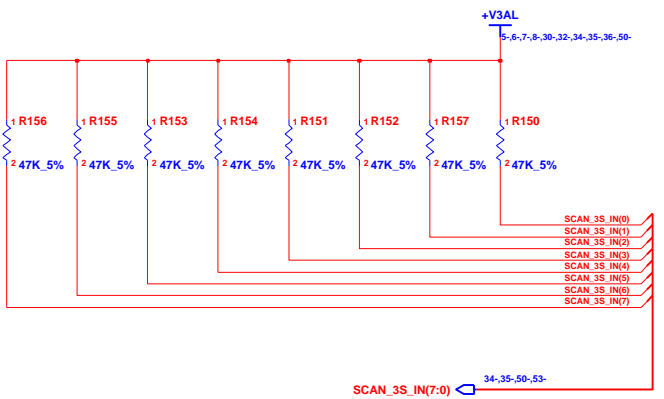 +V3AL
5-,6-,7-,8-,30-,32-,34-,35-,36-,50-
1 R156 1 R155 1 R153 1 R154 1 R151 1 R152 1 R157 1 R150
2 47K_5% 2 47K_5% 2 47K_5% 2 47K_5% 2 47K_5% 2 47K_5% 2 47K_5% 2 47K_5%
SCAN_3S_IN(0)
SCAN_3S_IN(1)
SCAN_3S_IN(2)
SCAN_3S_IN(3)
SCAN_3S_IN(4)
SCAN_3S_IN(5)
SCAN_3S_IN(6)
SCAN_3S_IN(7)
34-,35-,50-,53-
SCAN_3S_IN(7:0)